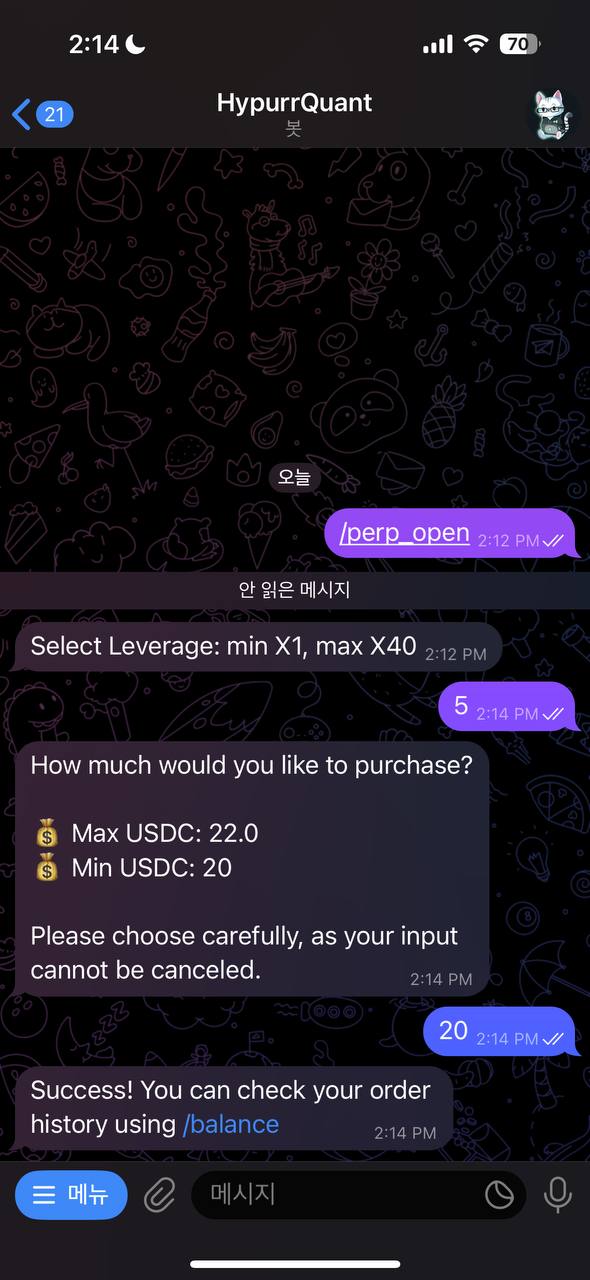 2:14
70
21
HypurrQuant
봇
오늘
/perp_open 2:12 PM
안 읽은 메시지
Select Leverage: min X1, max X40 2:12 PM
5 2:14 PM
How much would you like to purchase?
💰 Max USDC: 22.0
💰 Min USDC: 20
Please choose carefully, as your input
cannot be canceled. 2:14 PM
20 2:14 PM
Success! You can check your order
history using /balance 2:14 PM
메뉴
메시지